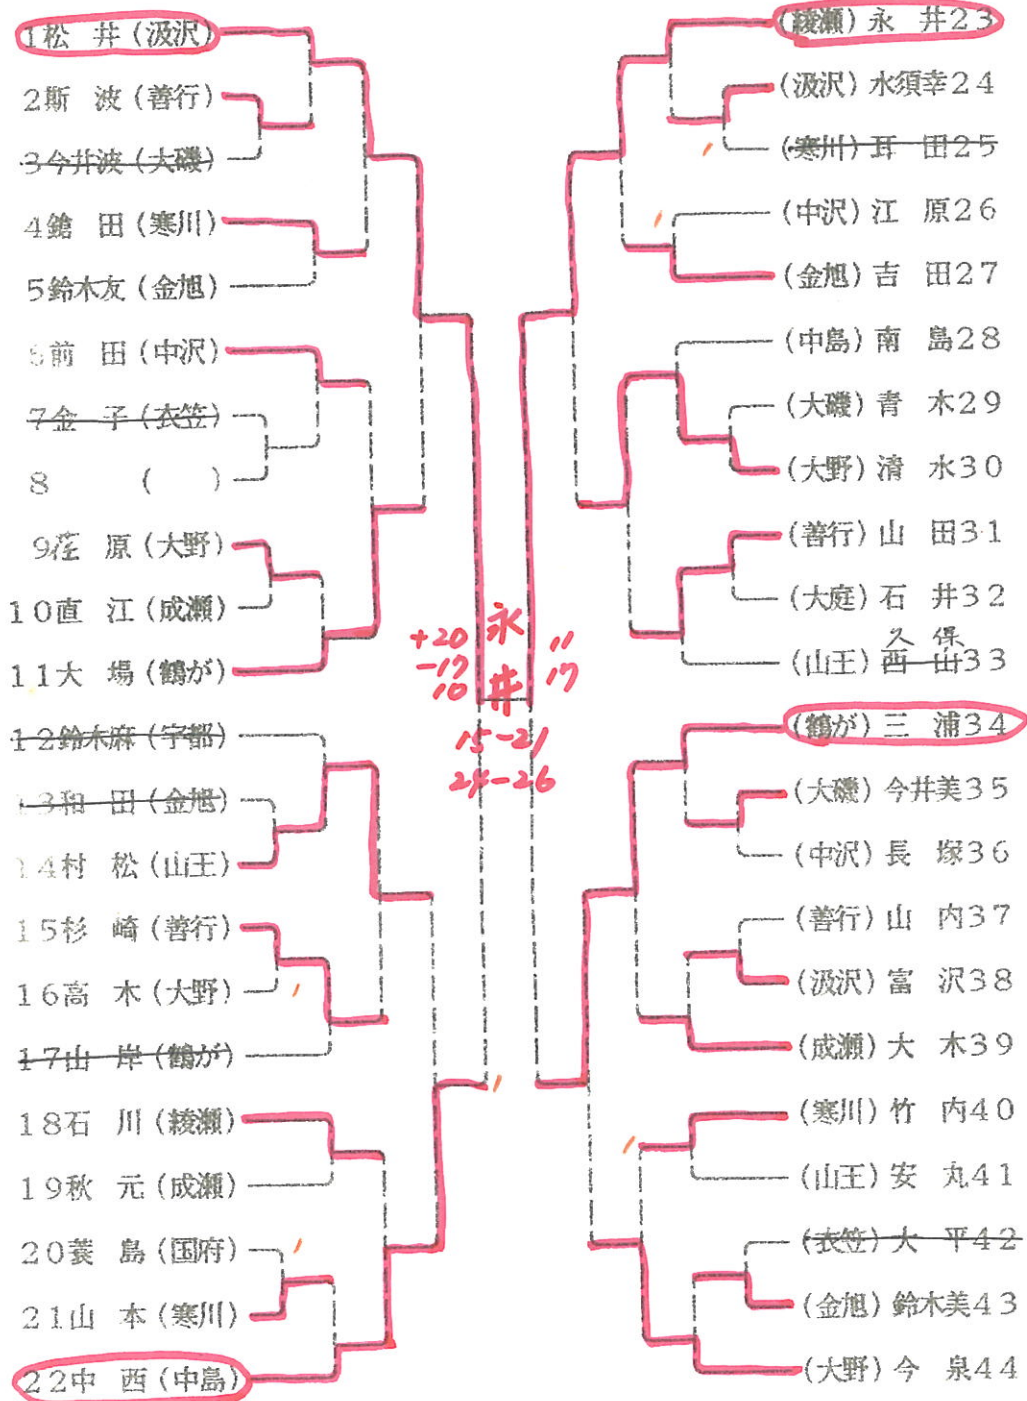 1松 井(汲沢)
2斯 波(善行)
3今井波(大磯)
4鎗 田(寒川)
5鈴木友(金旭)
6前 田(中沢)
7金 子(衣笠)
8 ( )
9荏 原(大野)
10直 江(成瀬)
11大 場(鶴が)
12鈴木麻(宇都)
13和 田(金旭)
14村 松(山王)
15杉 崎(善行)
16高 木(大野)
17山 岸(鶴が)
18石 川(綾瀬)
19秋 元(成瀬)
20蓑 島(国府)
21山 本(寒川)
22中 西(中島)
永井
+20
-17
10
11
17
15-21
24-26
(綾瀬)永 井23
(汲沢)水須幸24
(寒川)耳 田25
(中沢)江 原26
(金旭)吉 田27
(中島)南 島28
(大磯)青 木29
(大野)清 水30
(善行)山 田31
(大庭)石 井32
久保
(山王)西 山33
(鶴が)三 浦34
(大磯)今井美35
(中沢)長 塚36
(善行)山 内37
(汲沢)富 沢38
(成瀬)大 木39
(寒川)竹 内40
(山王)安 丸41
(衣笠)大 平42
(金旭)鈴木美43
(大野)今 泉44